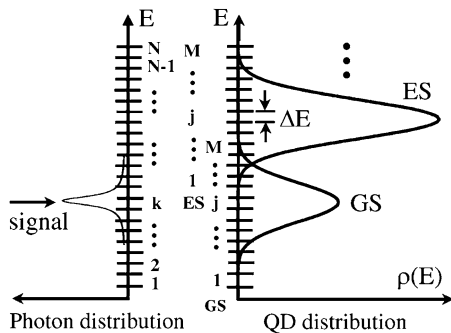 E
E
N
M
N-1
j
ES
ΔE
M
1
signal
k
ES
j
GS
2
1
1
ρ(E)
GS
Photon distribution
QD distribution